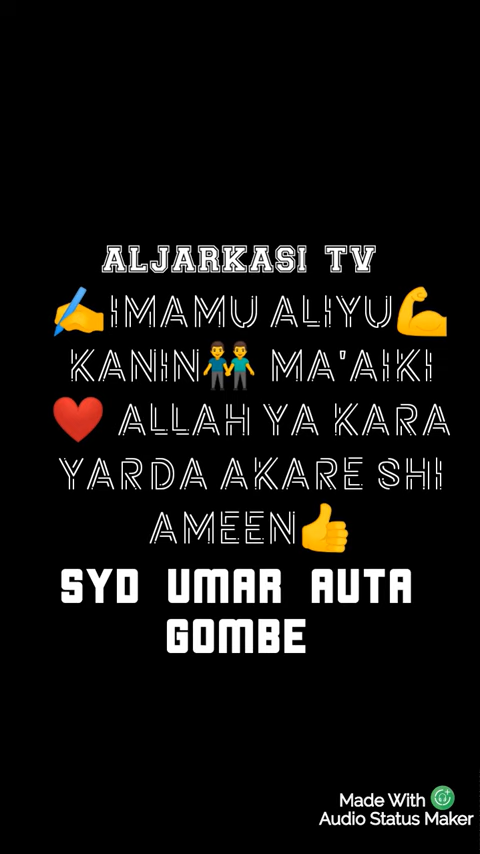 ALJARKASI TV
✍️IMAMU ALIYU💪
KANIN👬 MA'AIKI
❤️ ALLAH YA KARA
YARDA AKARE SHI
AMEEN👍
SYD UMAR AUTA
GOMBE
Made With
Audio Status Maker